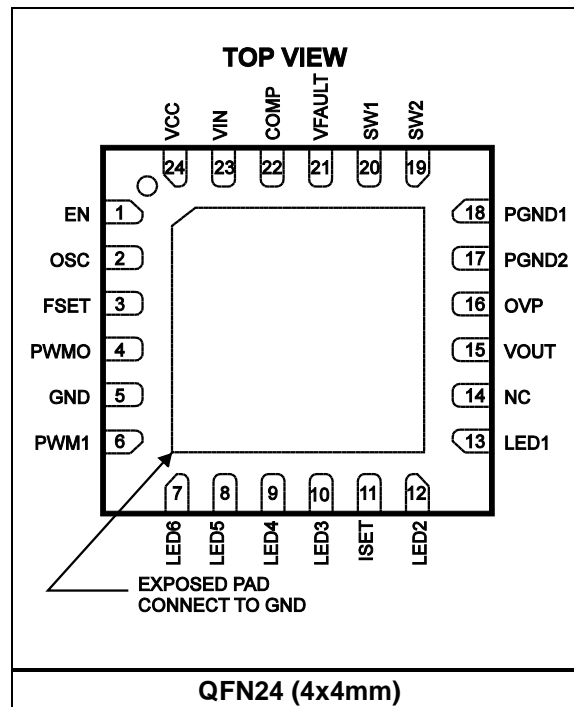 TOP VIEW
VCC
VIN
COMP
VFAULT
SW1
SW2
24
23
22
21
20
19
EN 1
OSC 2
FSET 3
PWMO 4
GND 5
PWM1 6
18 PGND1
17 PGND2
16 OVP
15 VOUT
14 NC
13 LED1
7
8
9
10
11
12
LED6
LED5
LED4
LED3
ISET
LED2
EXPOSED PAD
CONNECT TO GND
QFN24 (4x4mm)